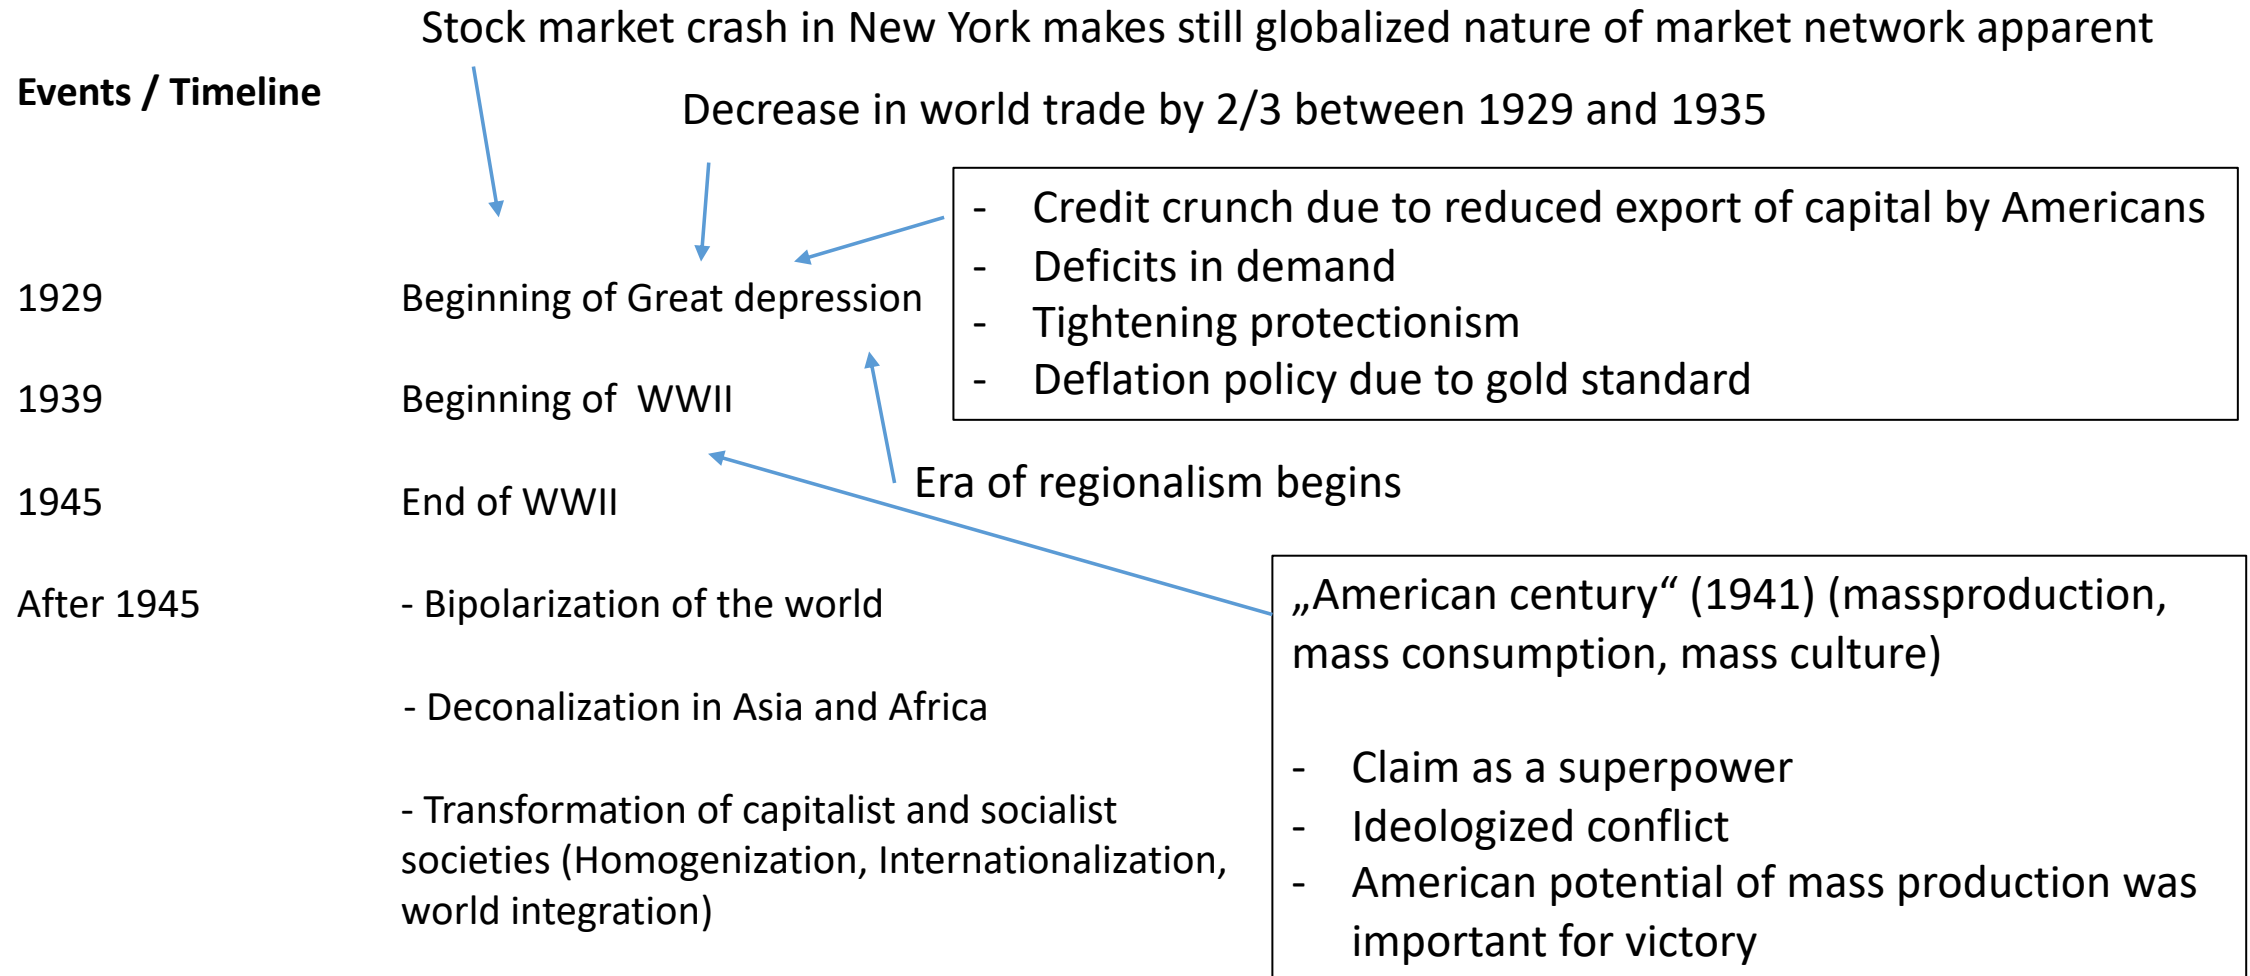 Stock market crash in New York makes still globalized nature of market network apparent
Events / Timeline
Decrease in world trade by 2/3 between 1929 and 1935
- Credit crunch due to reduced export of capital by Americans
- Deficits in demand
- Tightening protectionism
- Deflation policy due to gold standard
1929 Beginning of Great depression
1939 Beginning of WWII
Era of regionalism begins
1945 End of WWII
After 1945 - Bipolarization of the world
- Deconalization in Asia and Africa
- Transformation of capitalist and socialist
societies (Homogenization, Internationalization,
world integration)
„American century“ (1941) (massproduction,
mass consumption, mass culture)
- Claim as a superpower
- Ideologized conflict
- American potential of mass production was
important for victory